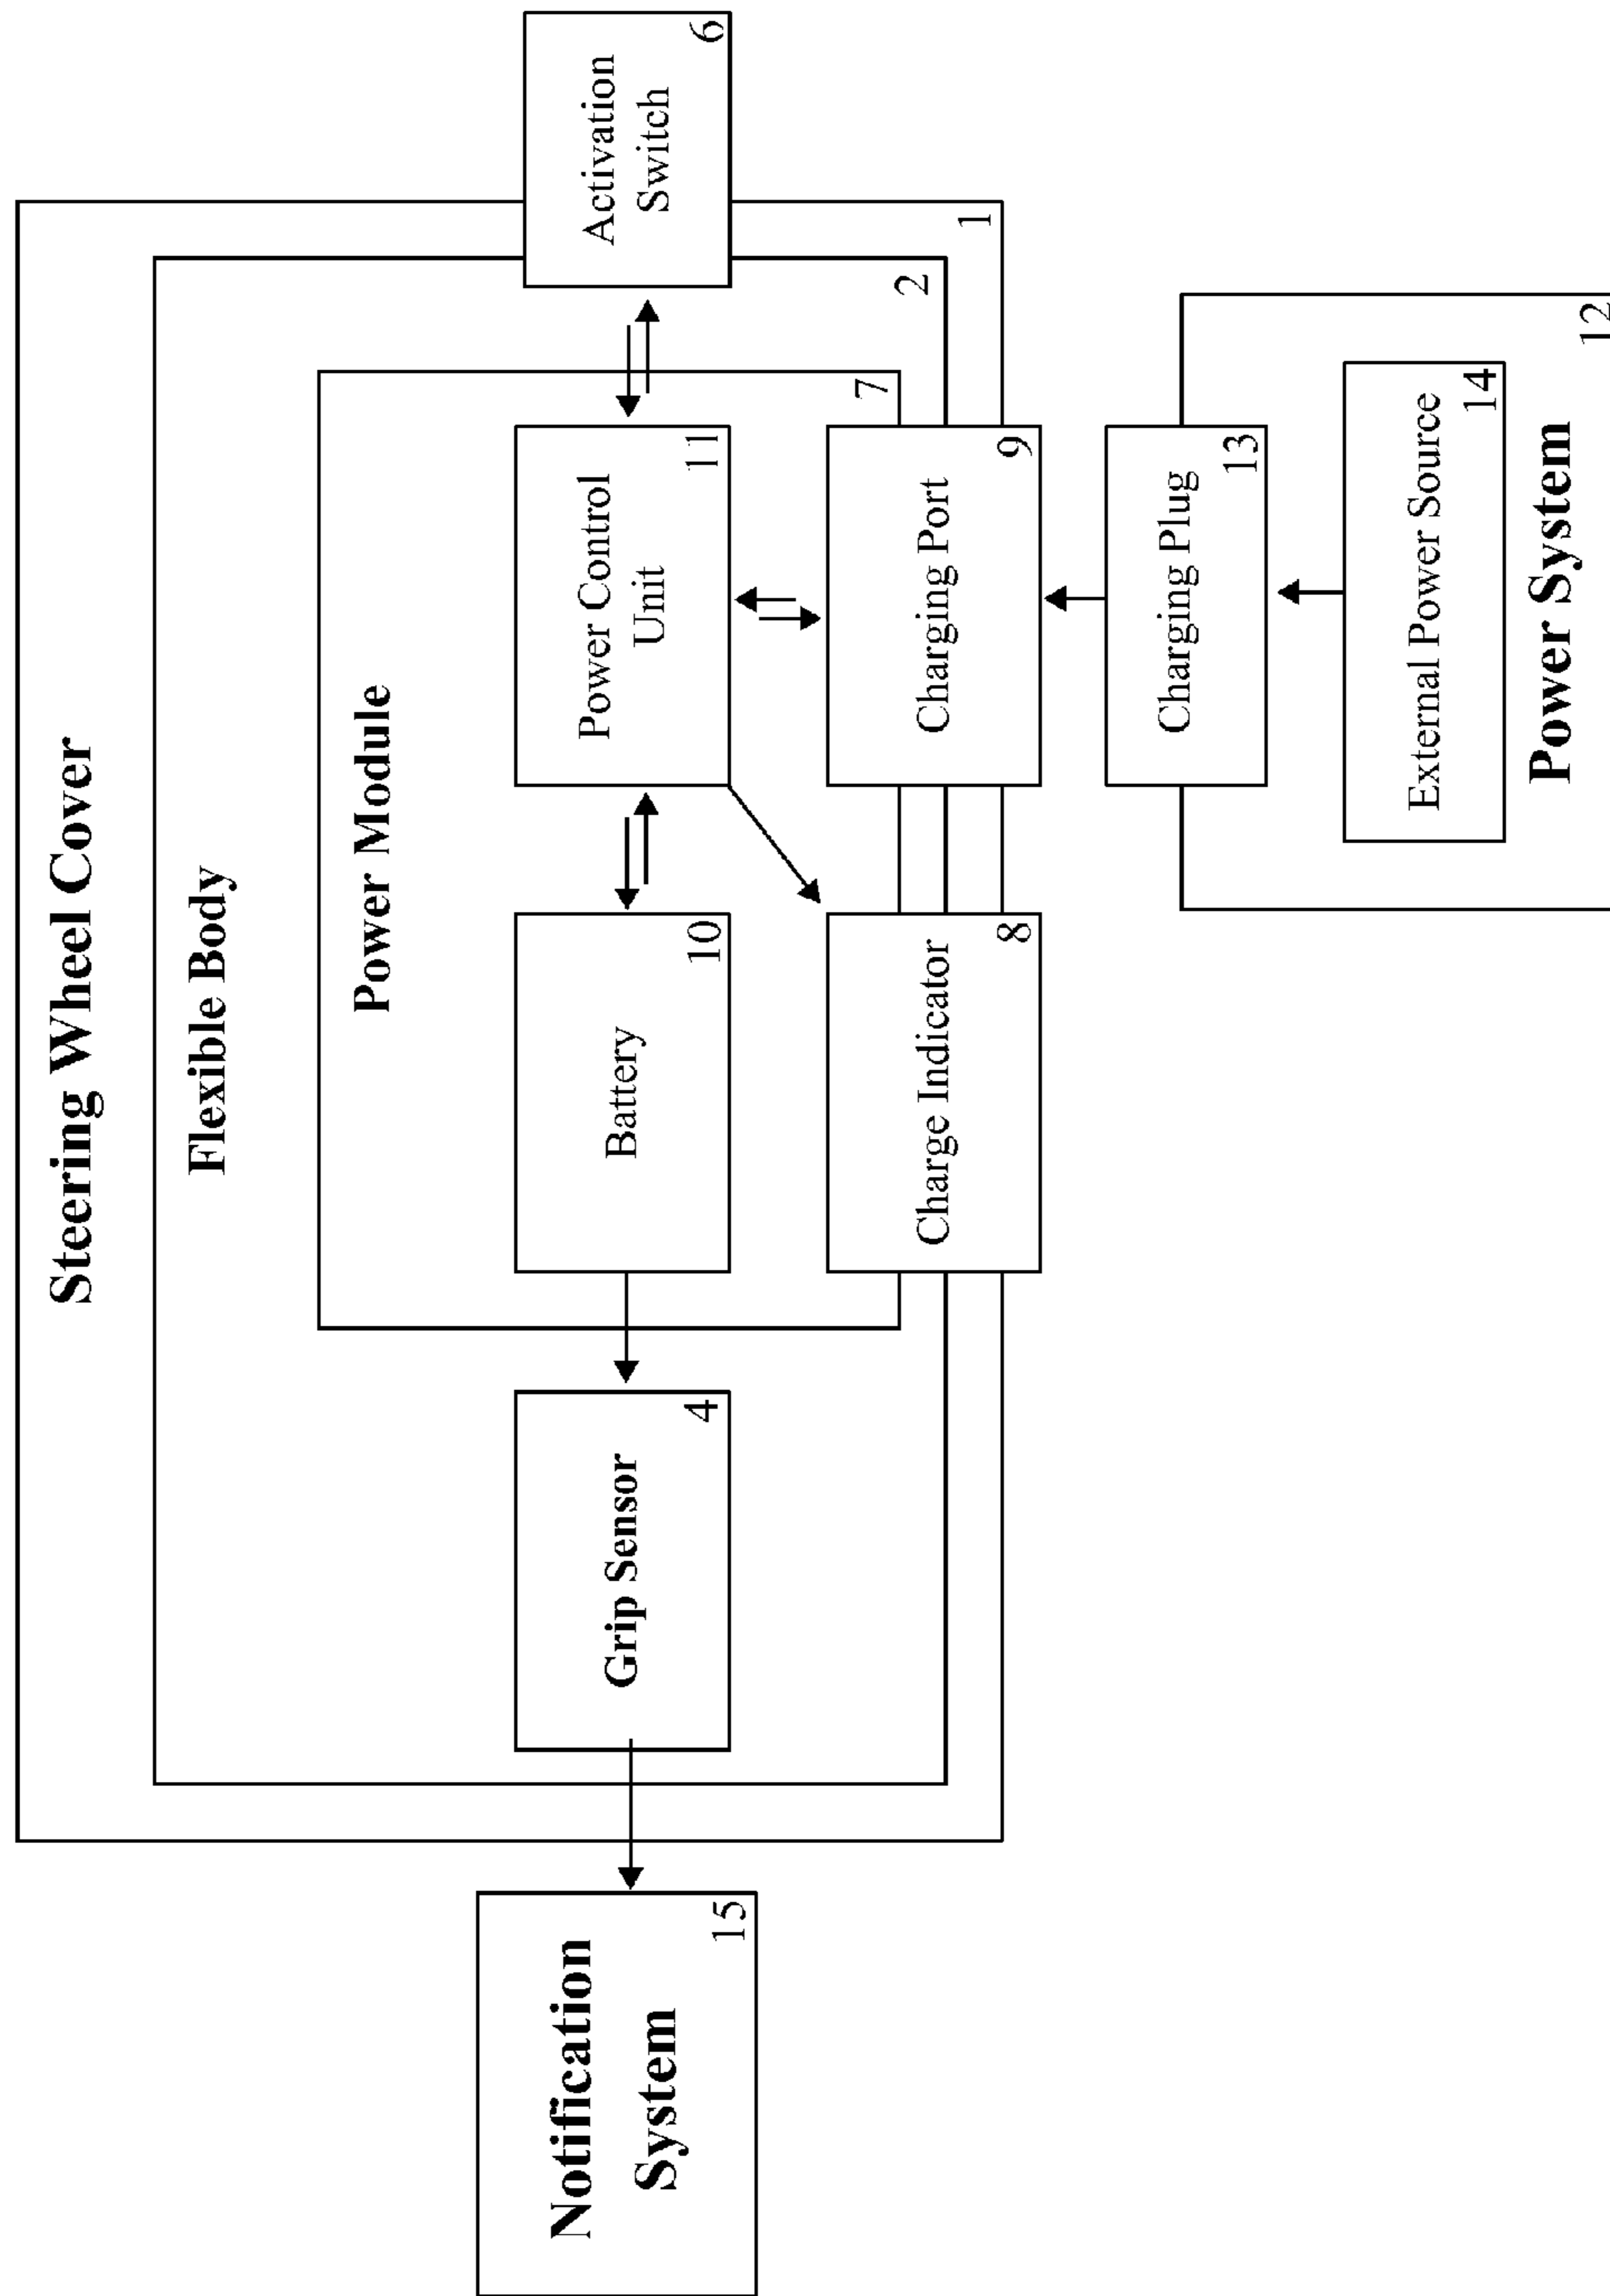 Steering Wheel Cover
Flexible Body
Power Module
Notification
System
15
Grip Sensor
4
Battery
10
Power Control
Unit
11
Activation
Switch
6
Charge Indicator
8
Charging Port
9
7
2
1
Charging Plug
13
External Power Source
14
Power System
12